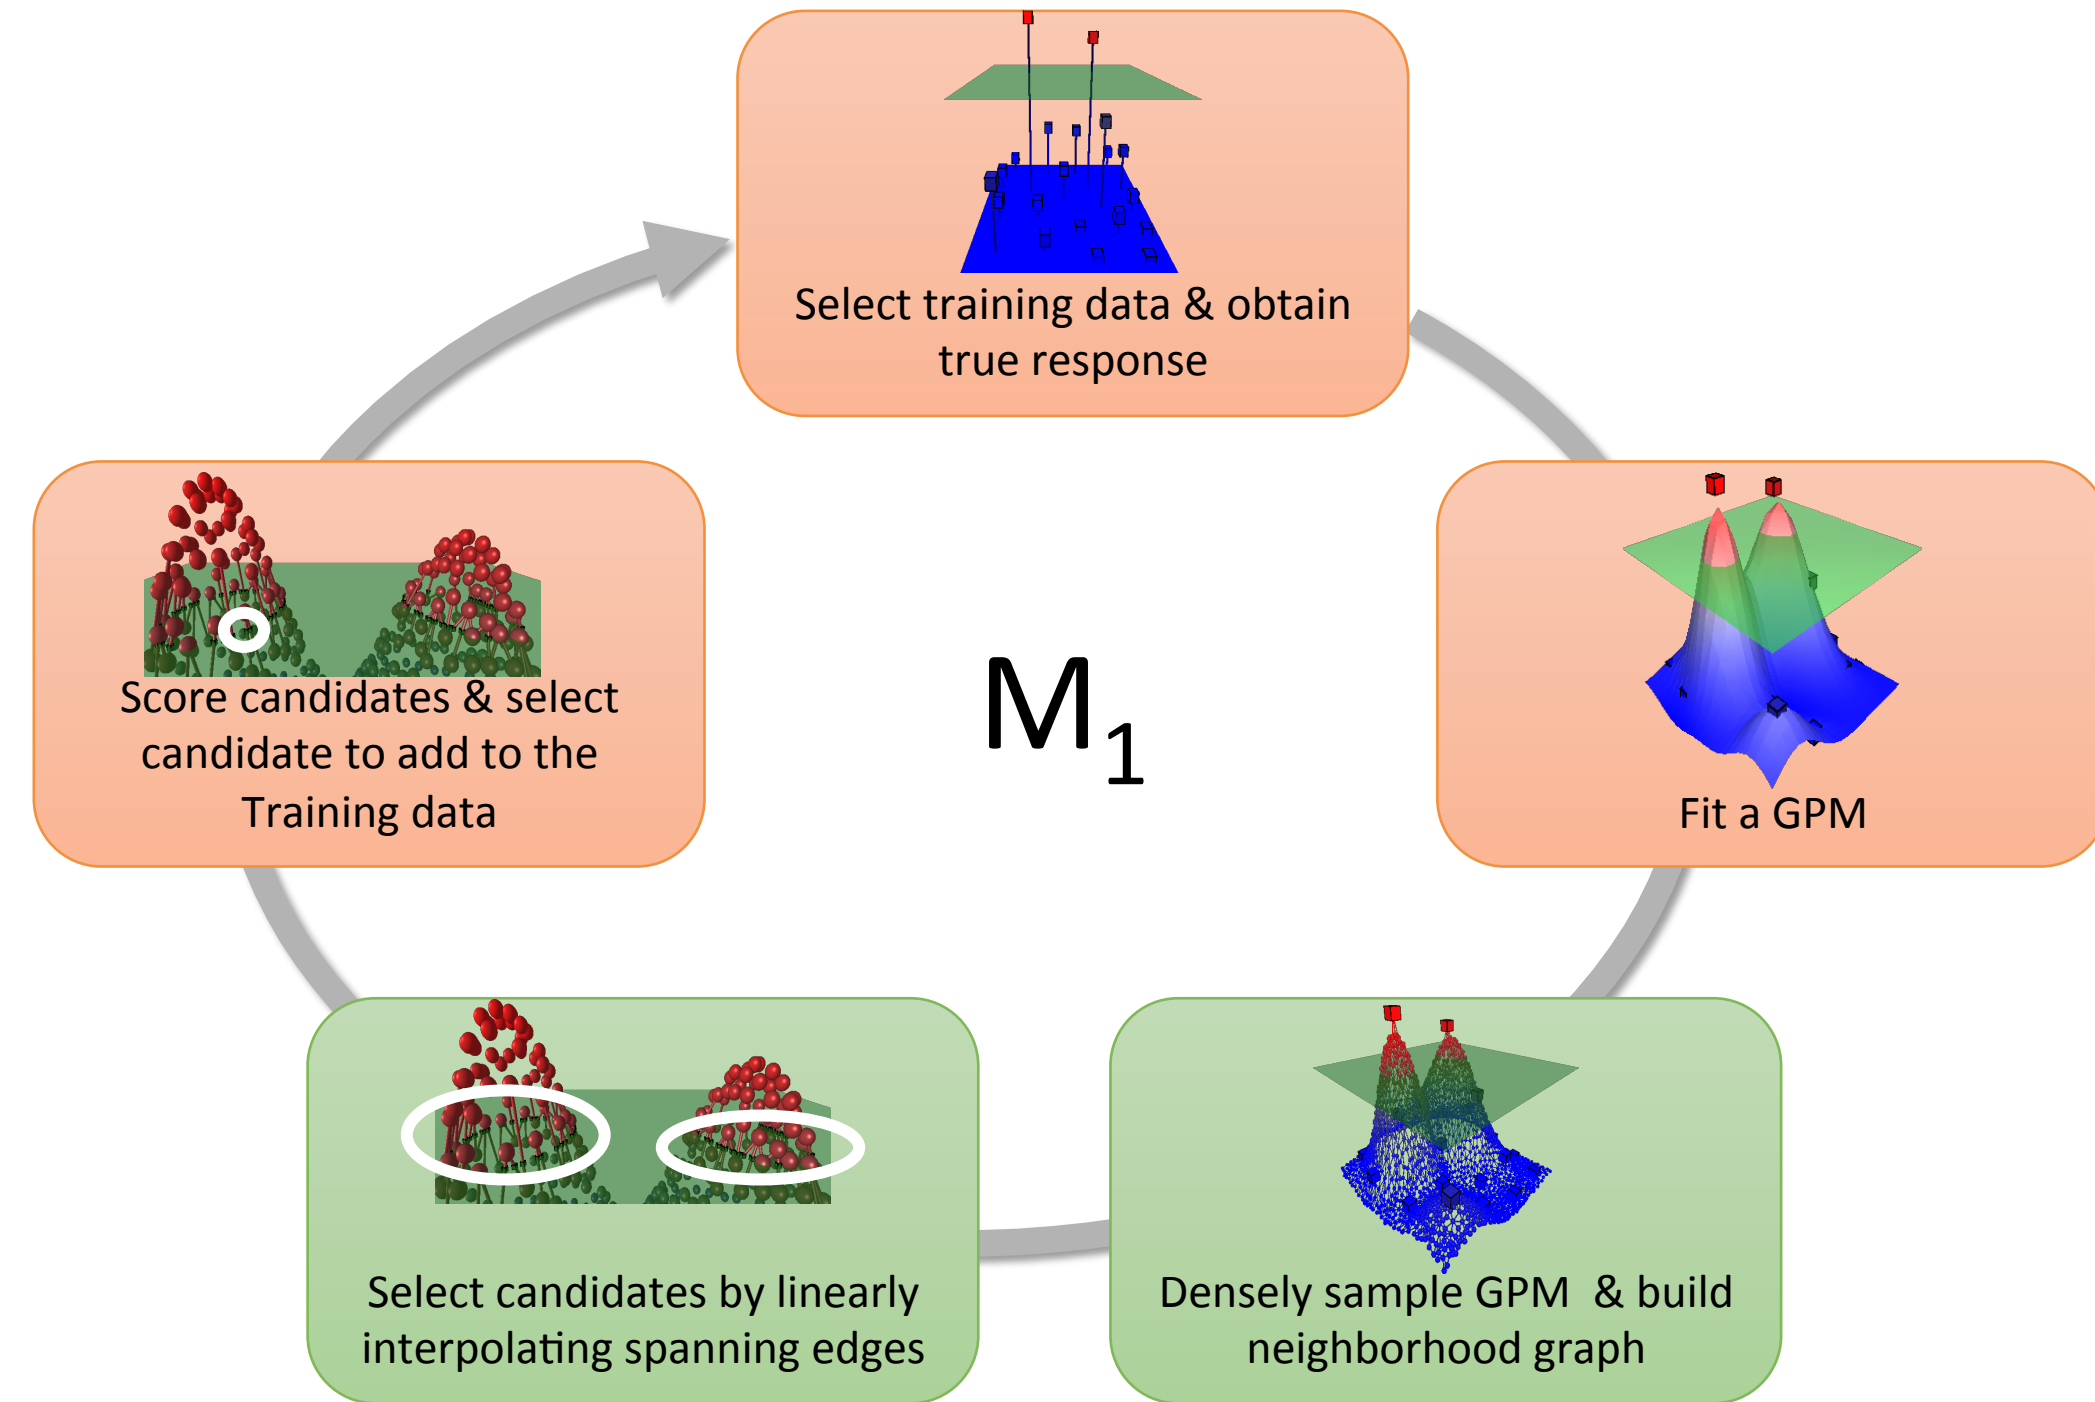 Select training data & obtain
true response
Fit a GPM
Densely sample GPM  & build
neighborhood graph
Select candidates by linearly
interpolating spanning edges
Score candidates & select
candidate to add to the
Training data
M₁